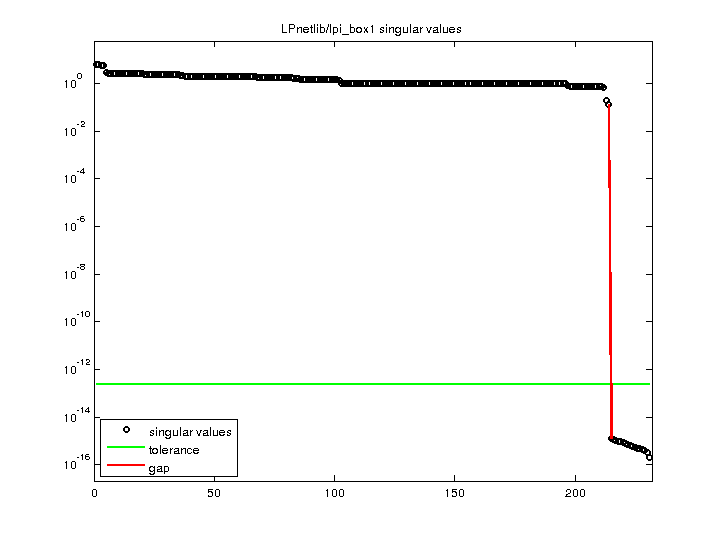 LPnetlib/lpi_box1 singular values
10^0
10^-2
10^-4
10^-6
10^-8
10^-10
10^-12
10^-14
10^-16
singular values
tolerance
gap
0 50 100 150 200